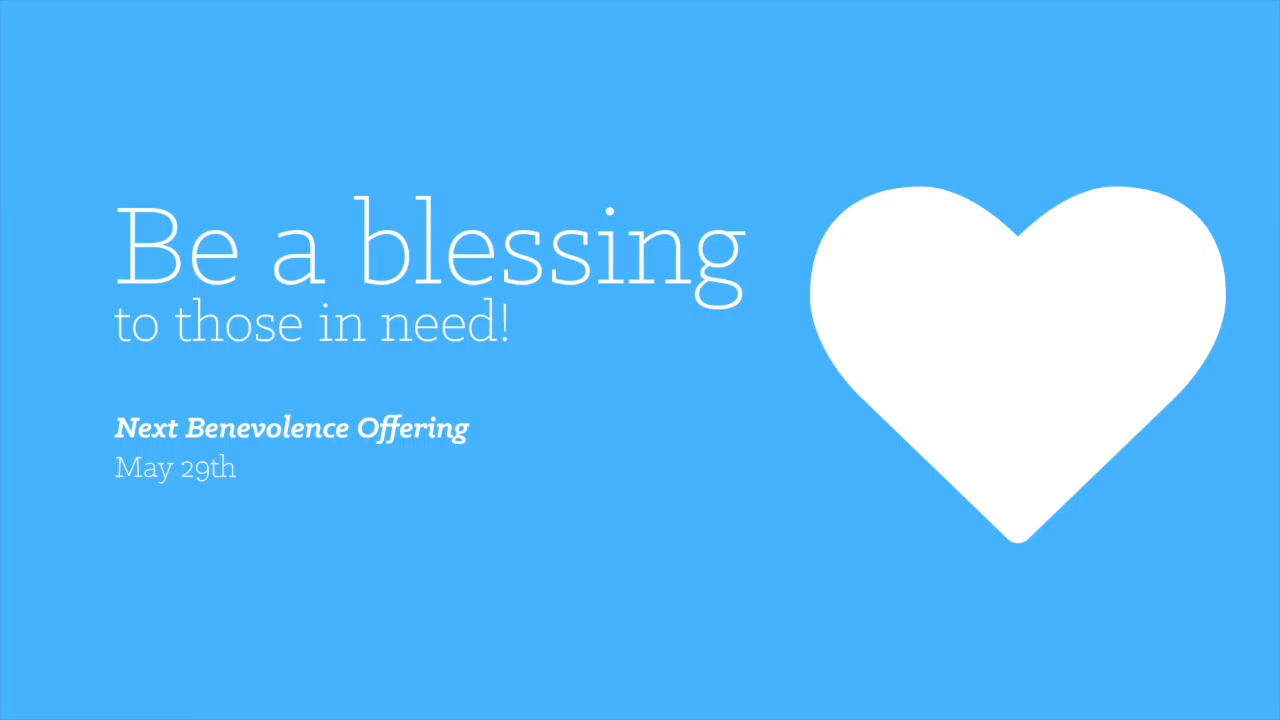 Be a blessing
to those in need!
Next Benevolence Offering
May 29th